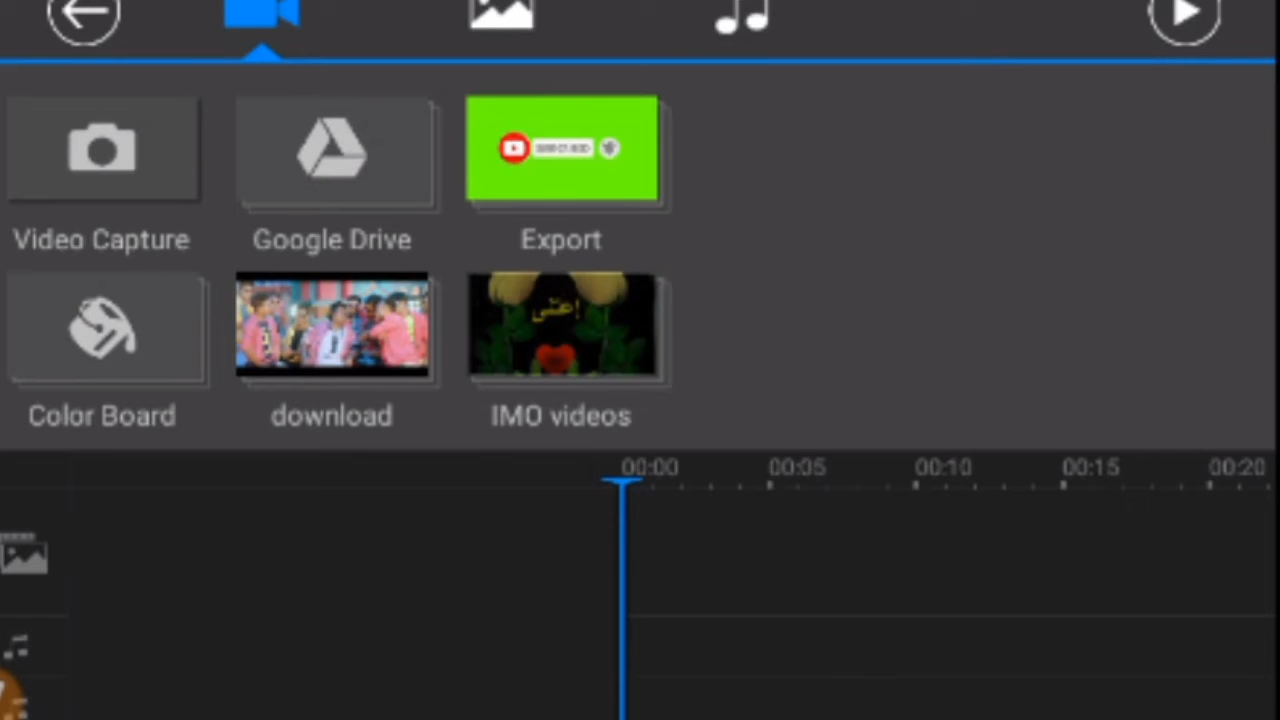 Video Capture
Google Drive
Export
Color Board
download
IMO videos
00:00
00:05
00:10
00:15
00:20